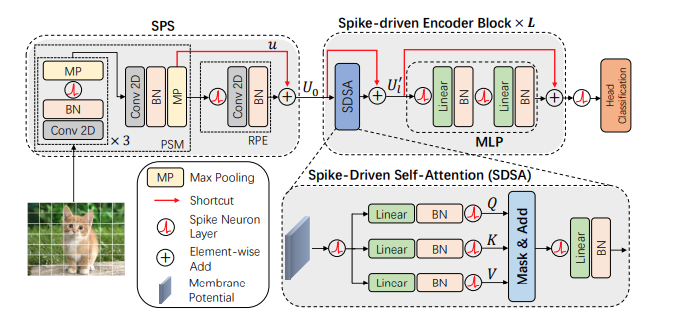 SPS
Spike-driven Encoder Block × L
u
MP
BN
Conv 2D
× 3
Conv 2D
BN
MP
PSM
Conv 2D
BN
RPE
U0
SDSA
U'l
Linear
BN
Linear
BN
MLP
Head
Classification
MP Max Pooling
Shortcut
Spike Neuron
Layer
Element-wise
Add
Membrane
Potential
Spike-Driven Self-Attention (SDSA)
Linear BN Q
Linear BN K
Linear BN V
Mask & Add
Linear
BN